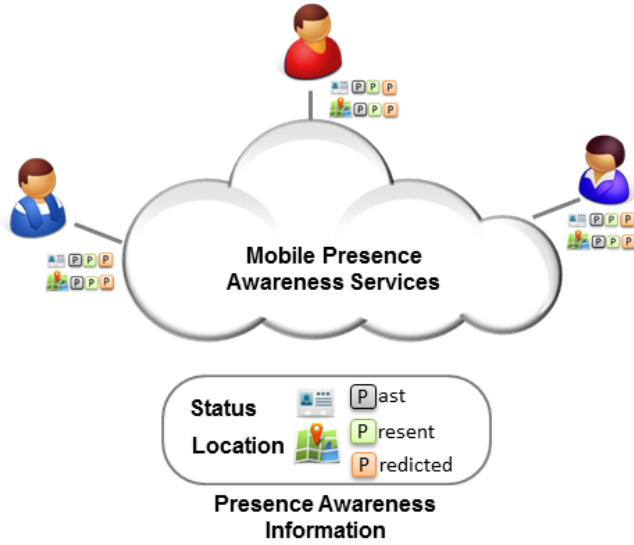 P P P
P P P
P P P
P P P
P P P
P P P
Mobile Presence
Awareness Services
Status
Past
Location
Present
Predicted
Presence Awareness
Information